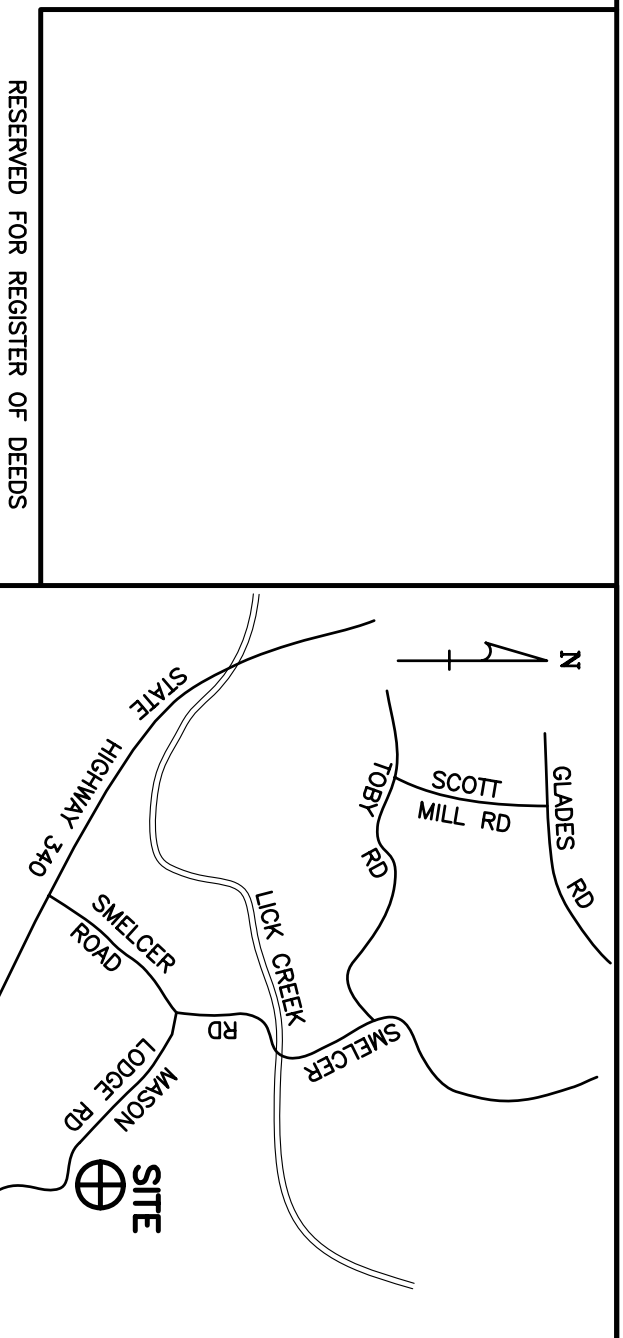 RESERVED FOR REGISTER OF DEEDS
N
GLADES RD
SCOTT
MILL RD
TOBY RD
STATE HIGHWAY 340
LICK CREEK
SMELCER
ROAD
SMELCER RD
MASON
LODGE RD
SITE